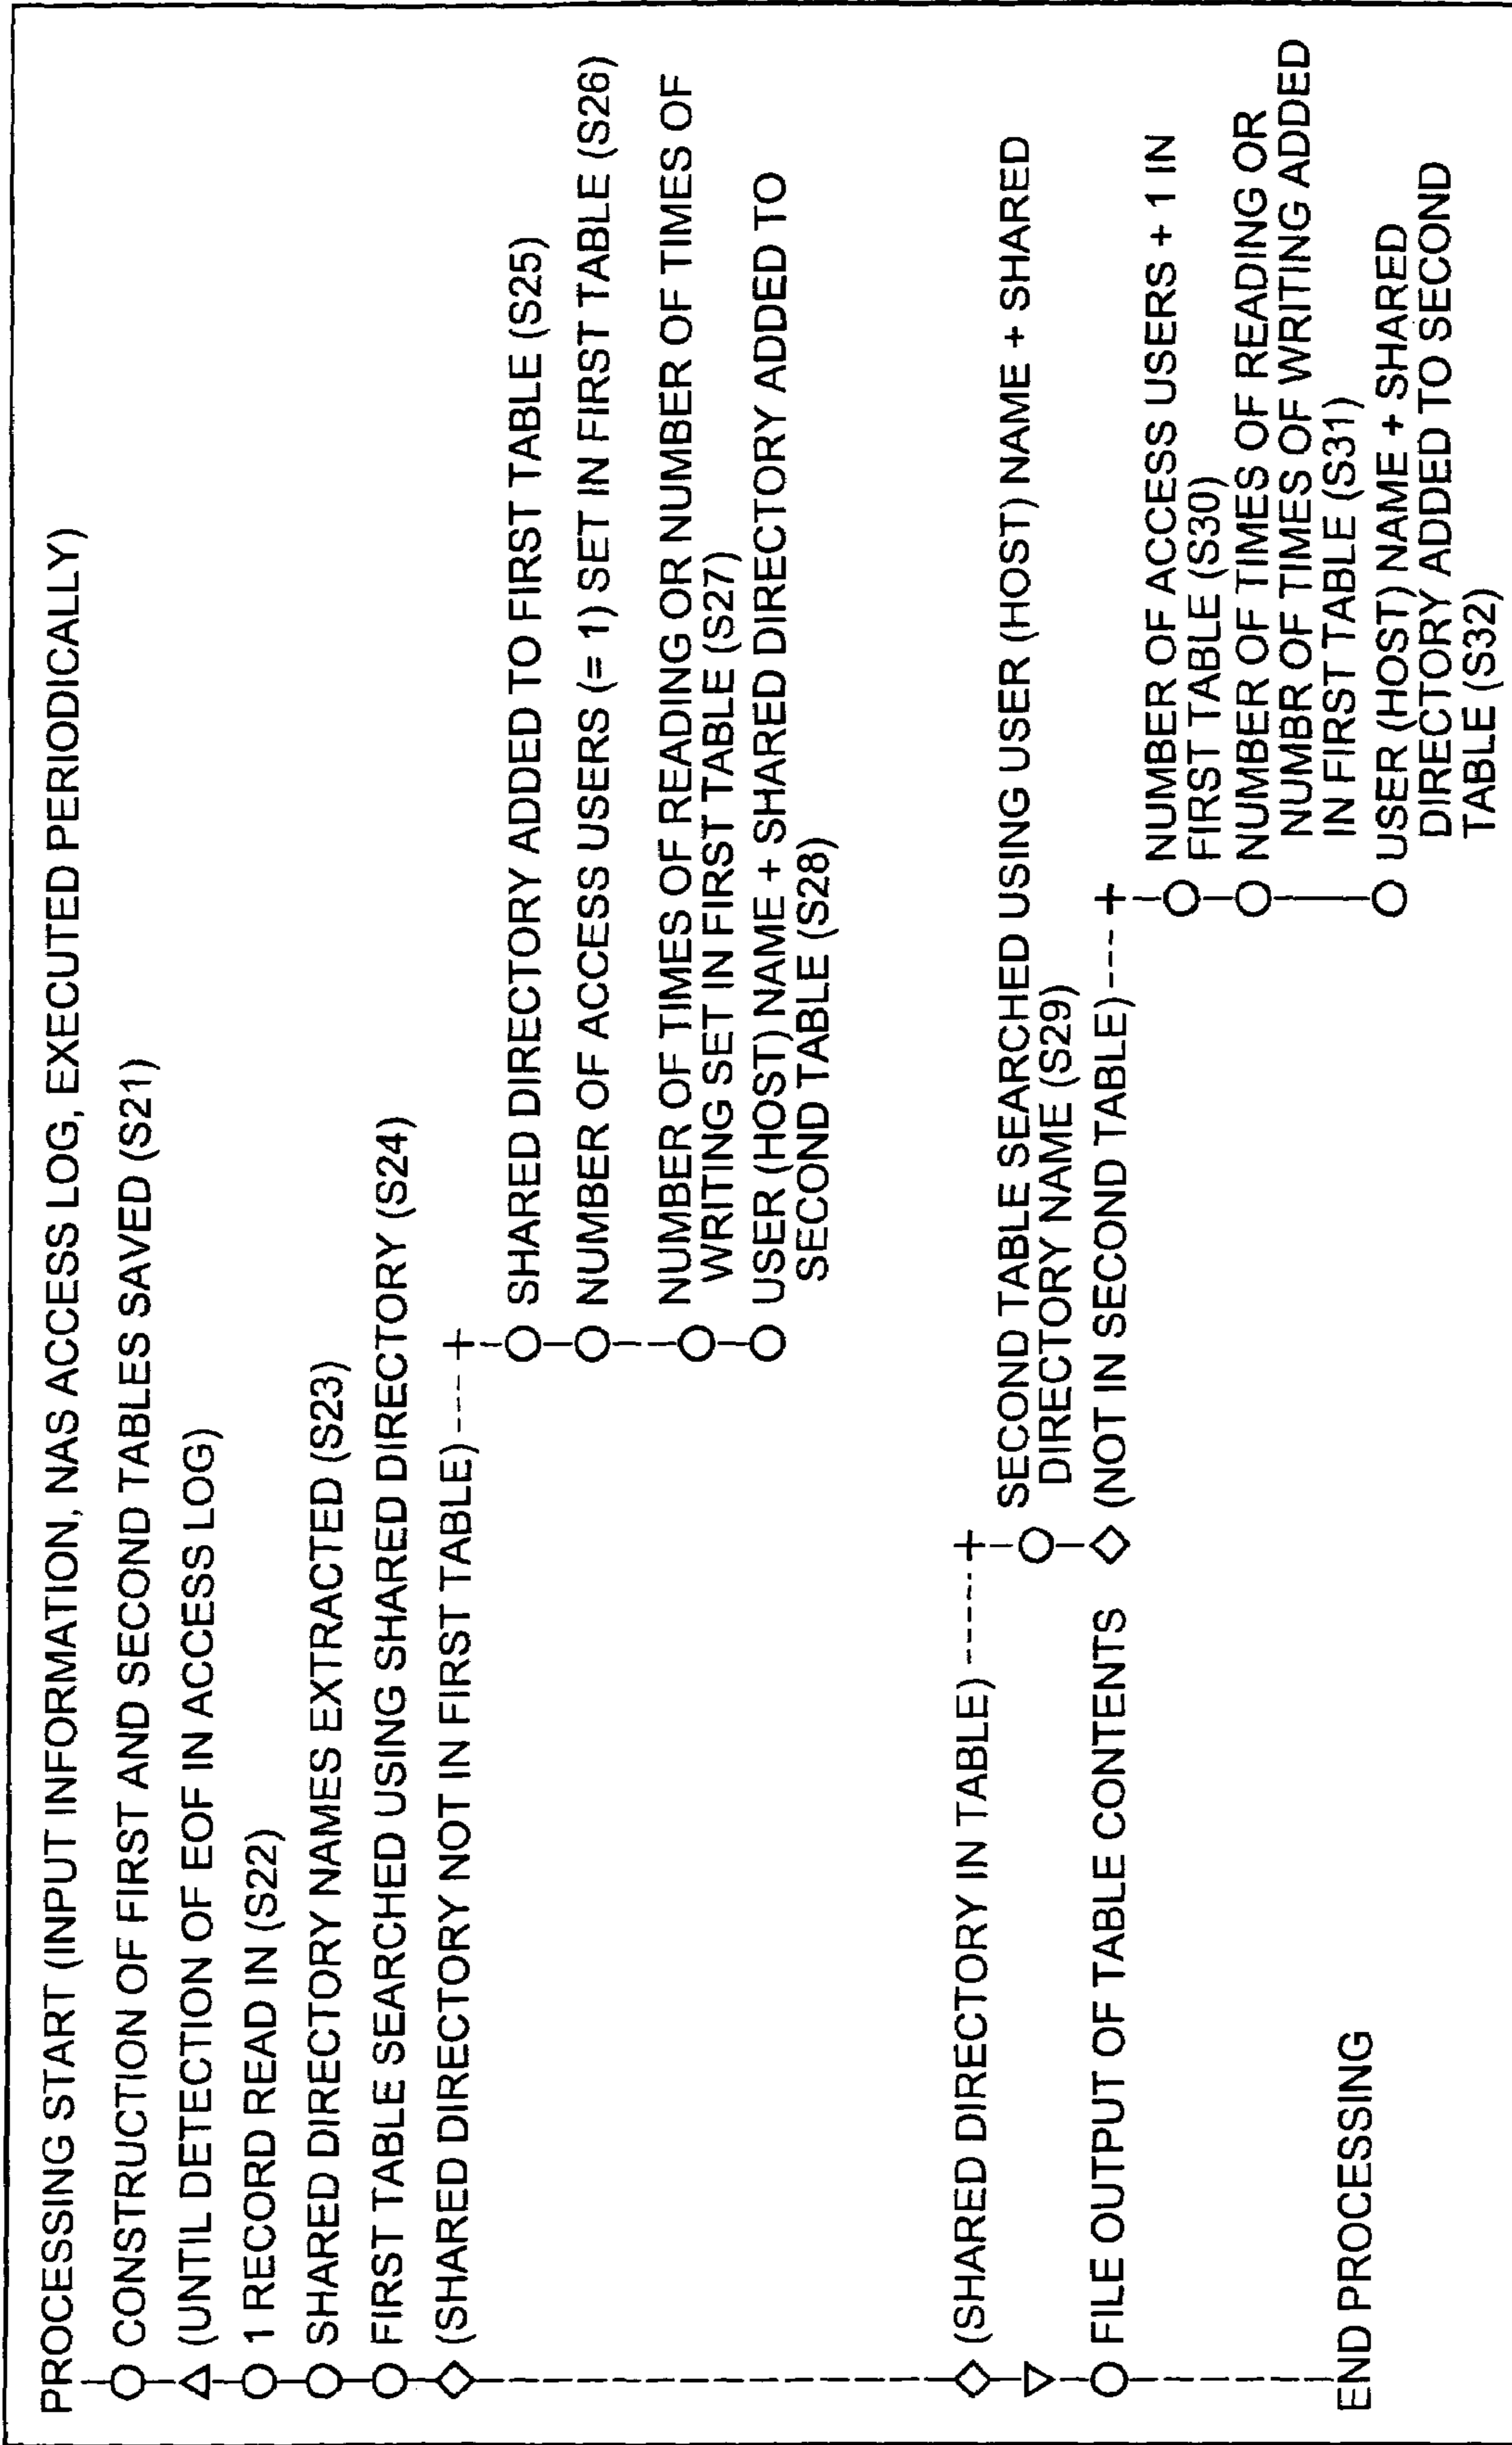 PROCESSING START (INPUT INFORMATION, NAS ACCESS LOG, EXECUTED PERIODICALLY)
CONSTRUCTION OF FIRST AND SECOND TABLES SAVED (S21)
(UNTIL DETECTION OF EOF IN ACCESS LOG)
1 RECORD READ IN (S22)
SHARED DIRECTORY NAMES EXTRACTED (S23)
FIRST TABLE SEARCHED USING SHARED DIRECTORY (S24)
(SHARED DIRECTORY NOT IN FIRST TABLE)
SHARED DIRECTORY ADDED TO FIRST TABLE (S25)
NUMBER OF ACCESS USERS (= 1) SET IN FIRST TABLE (S26)
NUMBER OF TIMES OF READING OR NUMBER OF TIMES OF
WRITING SET IN FIRST TABLE (S27)
USER (HOST) NAME + SHARED DIRECTORY ADDED TO
SECOND TABLE (S28)
(SHARED DIRECTORY IN TABLE)
SECOND TABLE SEARCHED USING USER (HOST) NAME + SHARED
DIRECTORY NAME (S29)
(NOT IN SECOND TABLE)
NUMBER OF ACCESS USERS + 1 IN
FIRST TABLE (S30)
NUMBER OF TIMES OF READING OR
NUMBR OF TIMES OF WRITING ADDED
IN FIRST TABLE (S31)
USER (HOST) NAME + SHARED
DIRECTORY ADDED TO SECOND
TABLE (S32)
FILE OUTPUT OF TABLE CONTENTS
END PROCESSING